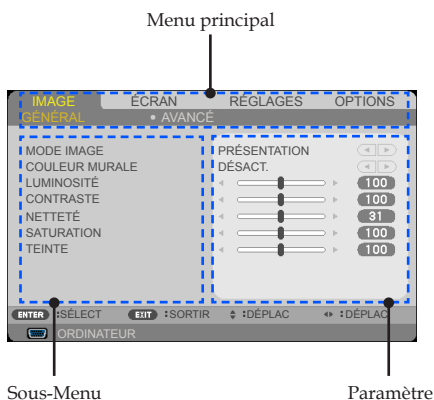 Menu principal
IMAGE ÉCRAN RÉGLAGES OPTIONS
GÉNÉRAL • AVANCÉ
MODE IMAGE PRÉSENTATION
COULEUR MURALE DÉSACT.
LUMINOSITÉ 100
CONTRASTE 100
NETTETÉ 31
SATURATION 100
TEINTE 100
ENTER :SÉLECT EXIT :SORTIR :DÉPLAC :DÉPLAC
ORDINATEUR
Sous-Menu Paramètre